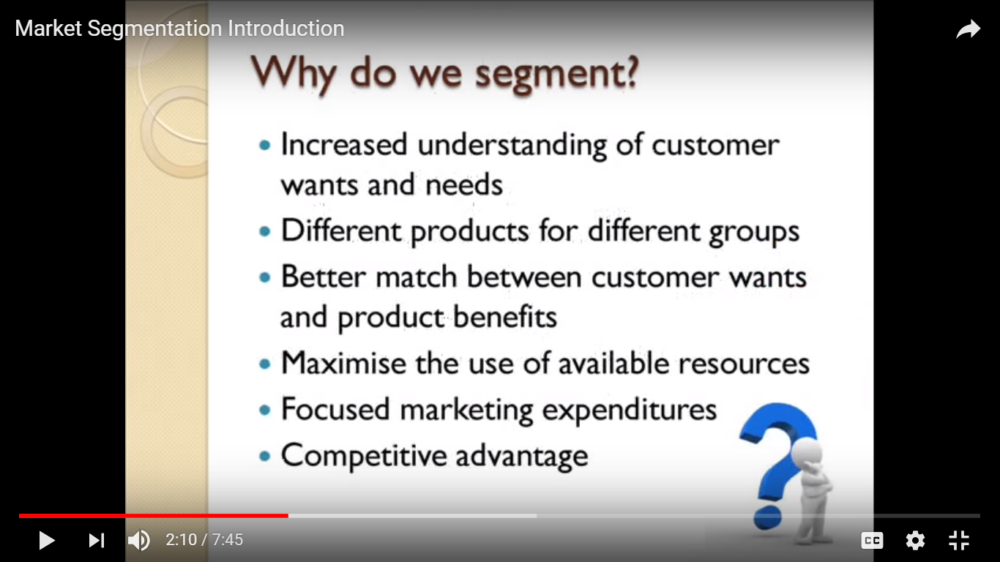 Market Segmentation Introduction
Why do we segment?
• Increased understanding of customer
wants and needs
• Different products for different groups
• Better match between customer wants
and product benefits
• Maximise the use of available resources
• Focused marketing expenditures
• Competitive advantage
2:10 / 7:45
CC